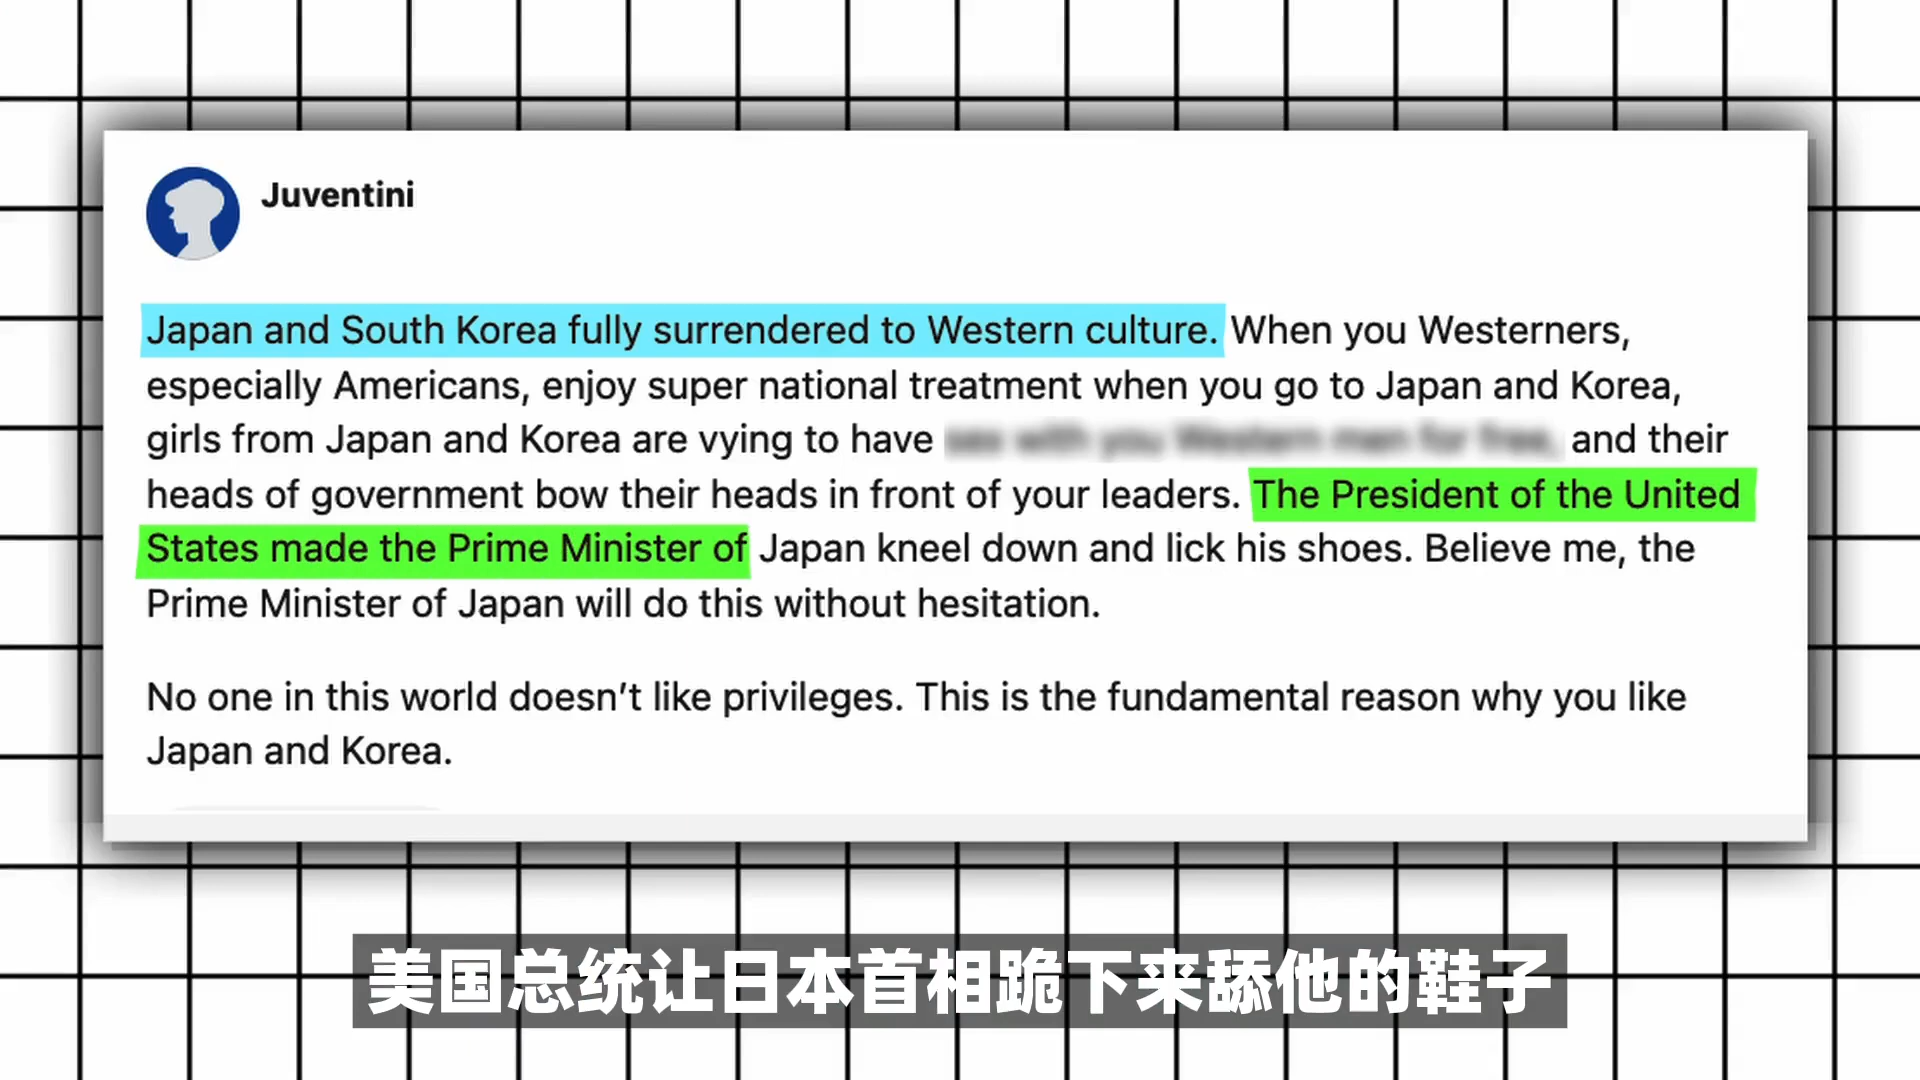 Juventini
Japan and South Korea fully surrendered to Western culture. When you Westerners,
especially Americans, enjoy super national treatment when you go to Japan and Korea,
girls from Japan and Korea are vying to have and their
heads of government bow their heads in front of your leaders. The President of the United
States made the Prime Minister of Japan kneel down and lick his shoes. Believe me, the
Prime Minister of Japan will do this without hesitation.
No one in this world doesn’t like privileges. This is the fundamental reason why you like
Japan and Korea.
美国总统让日本首相跪下来舔他的鞋子